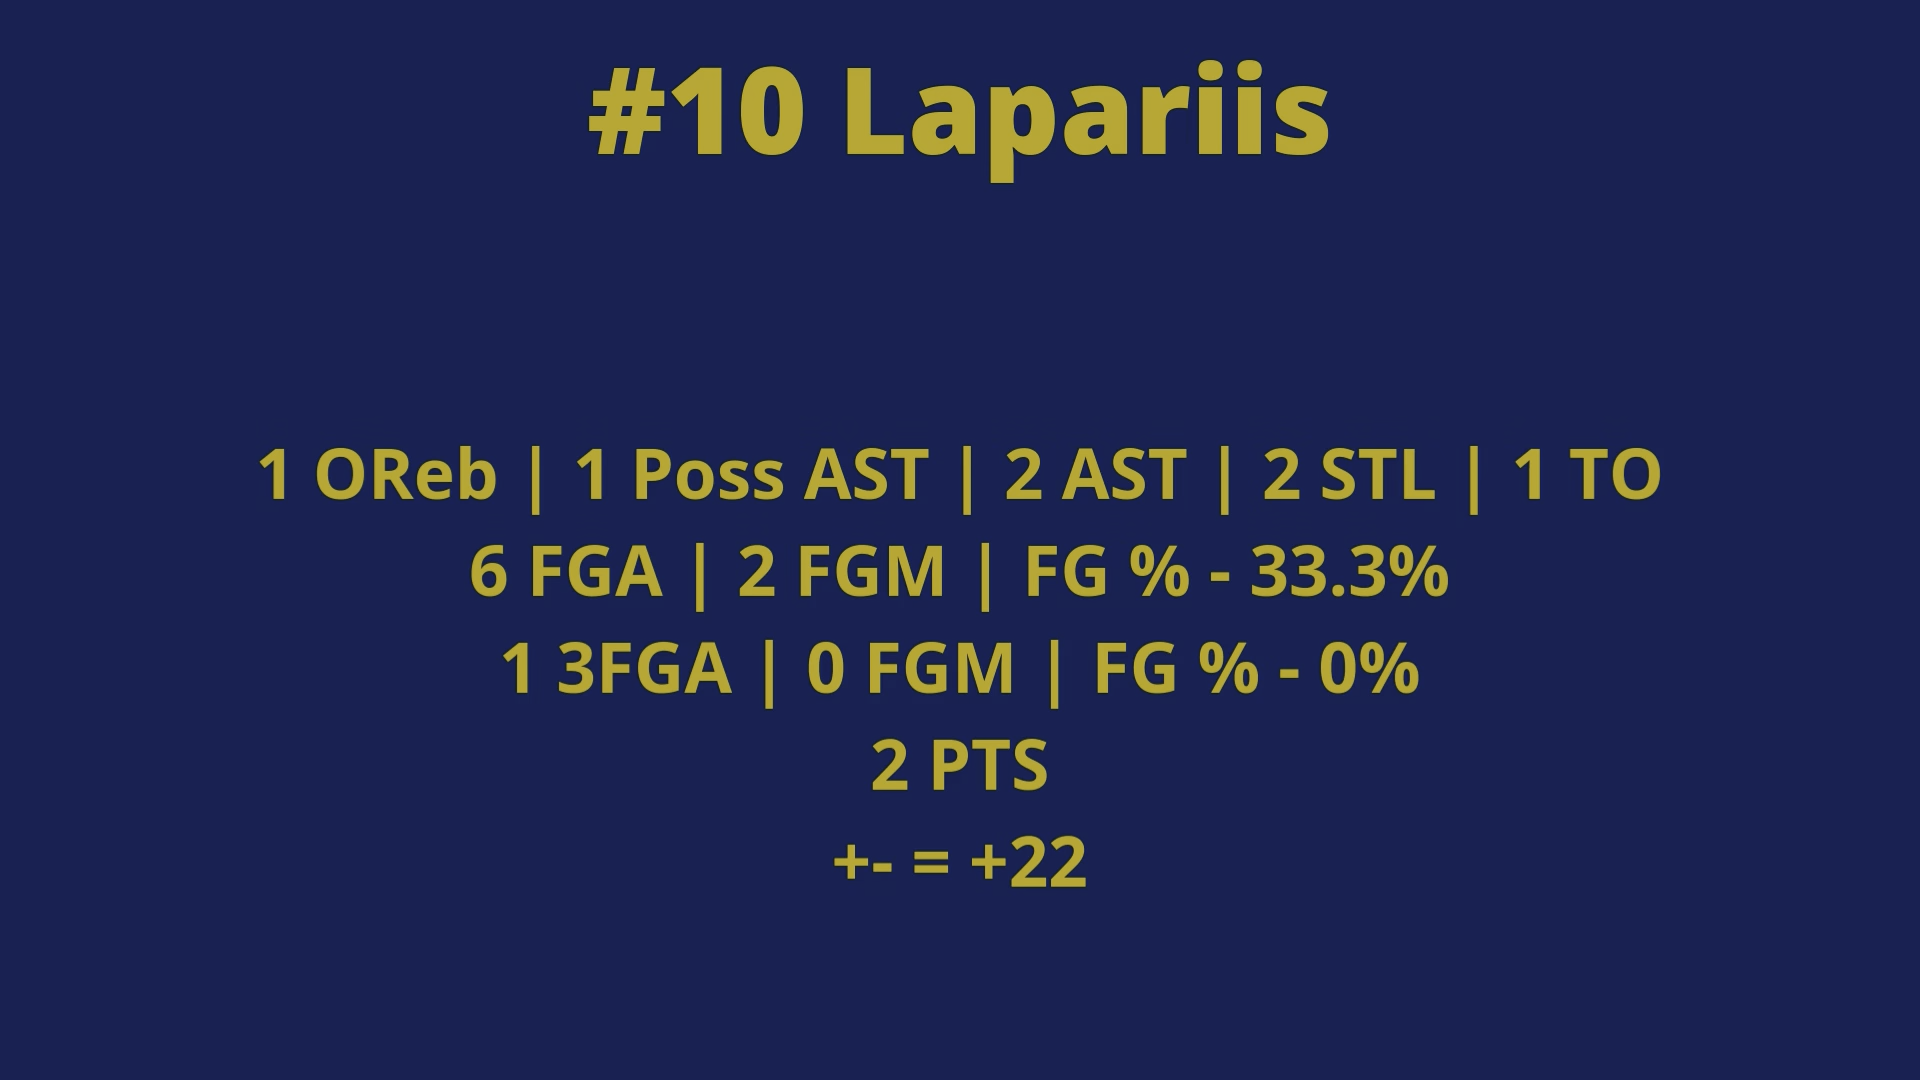 #10 Lapariis
1 OReb | 1 Poss AST | 2 AST | 2 STL | 1 TO
6 FGA | 2 FGM | FG % - 33.3%
1 3FGA | 0 FGM | FG % - 0%
2 PTS
+- = +22